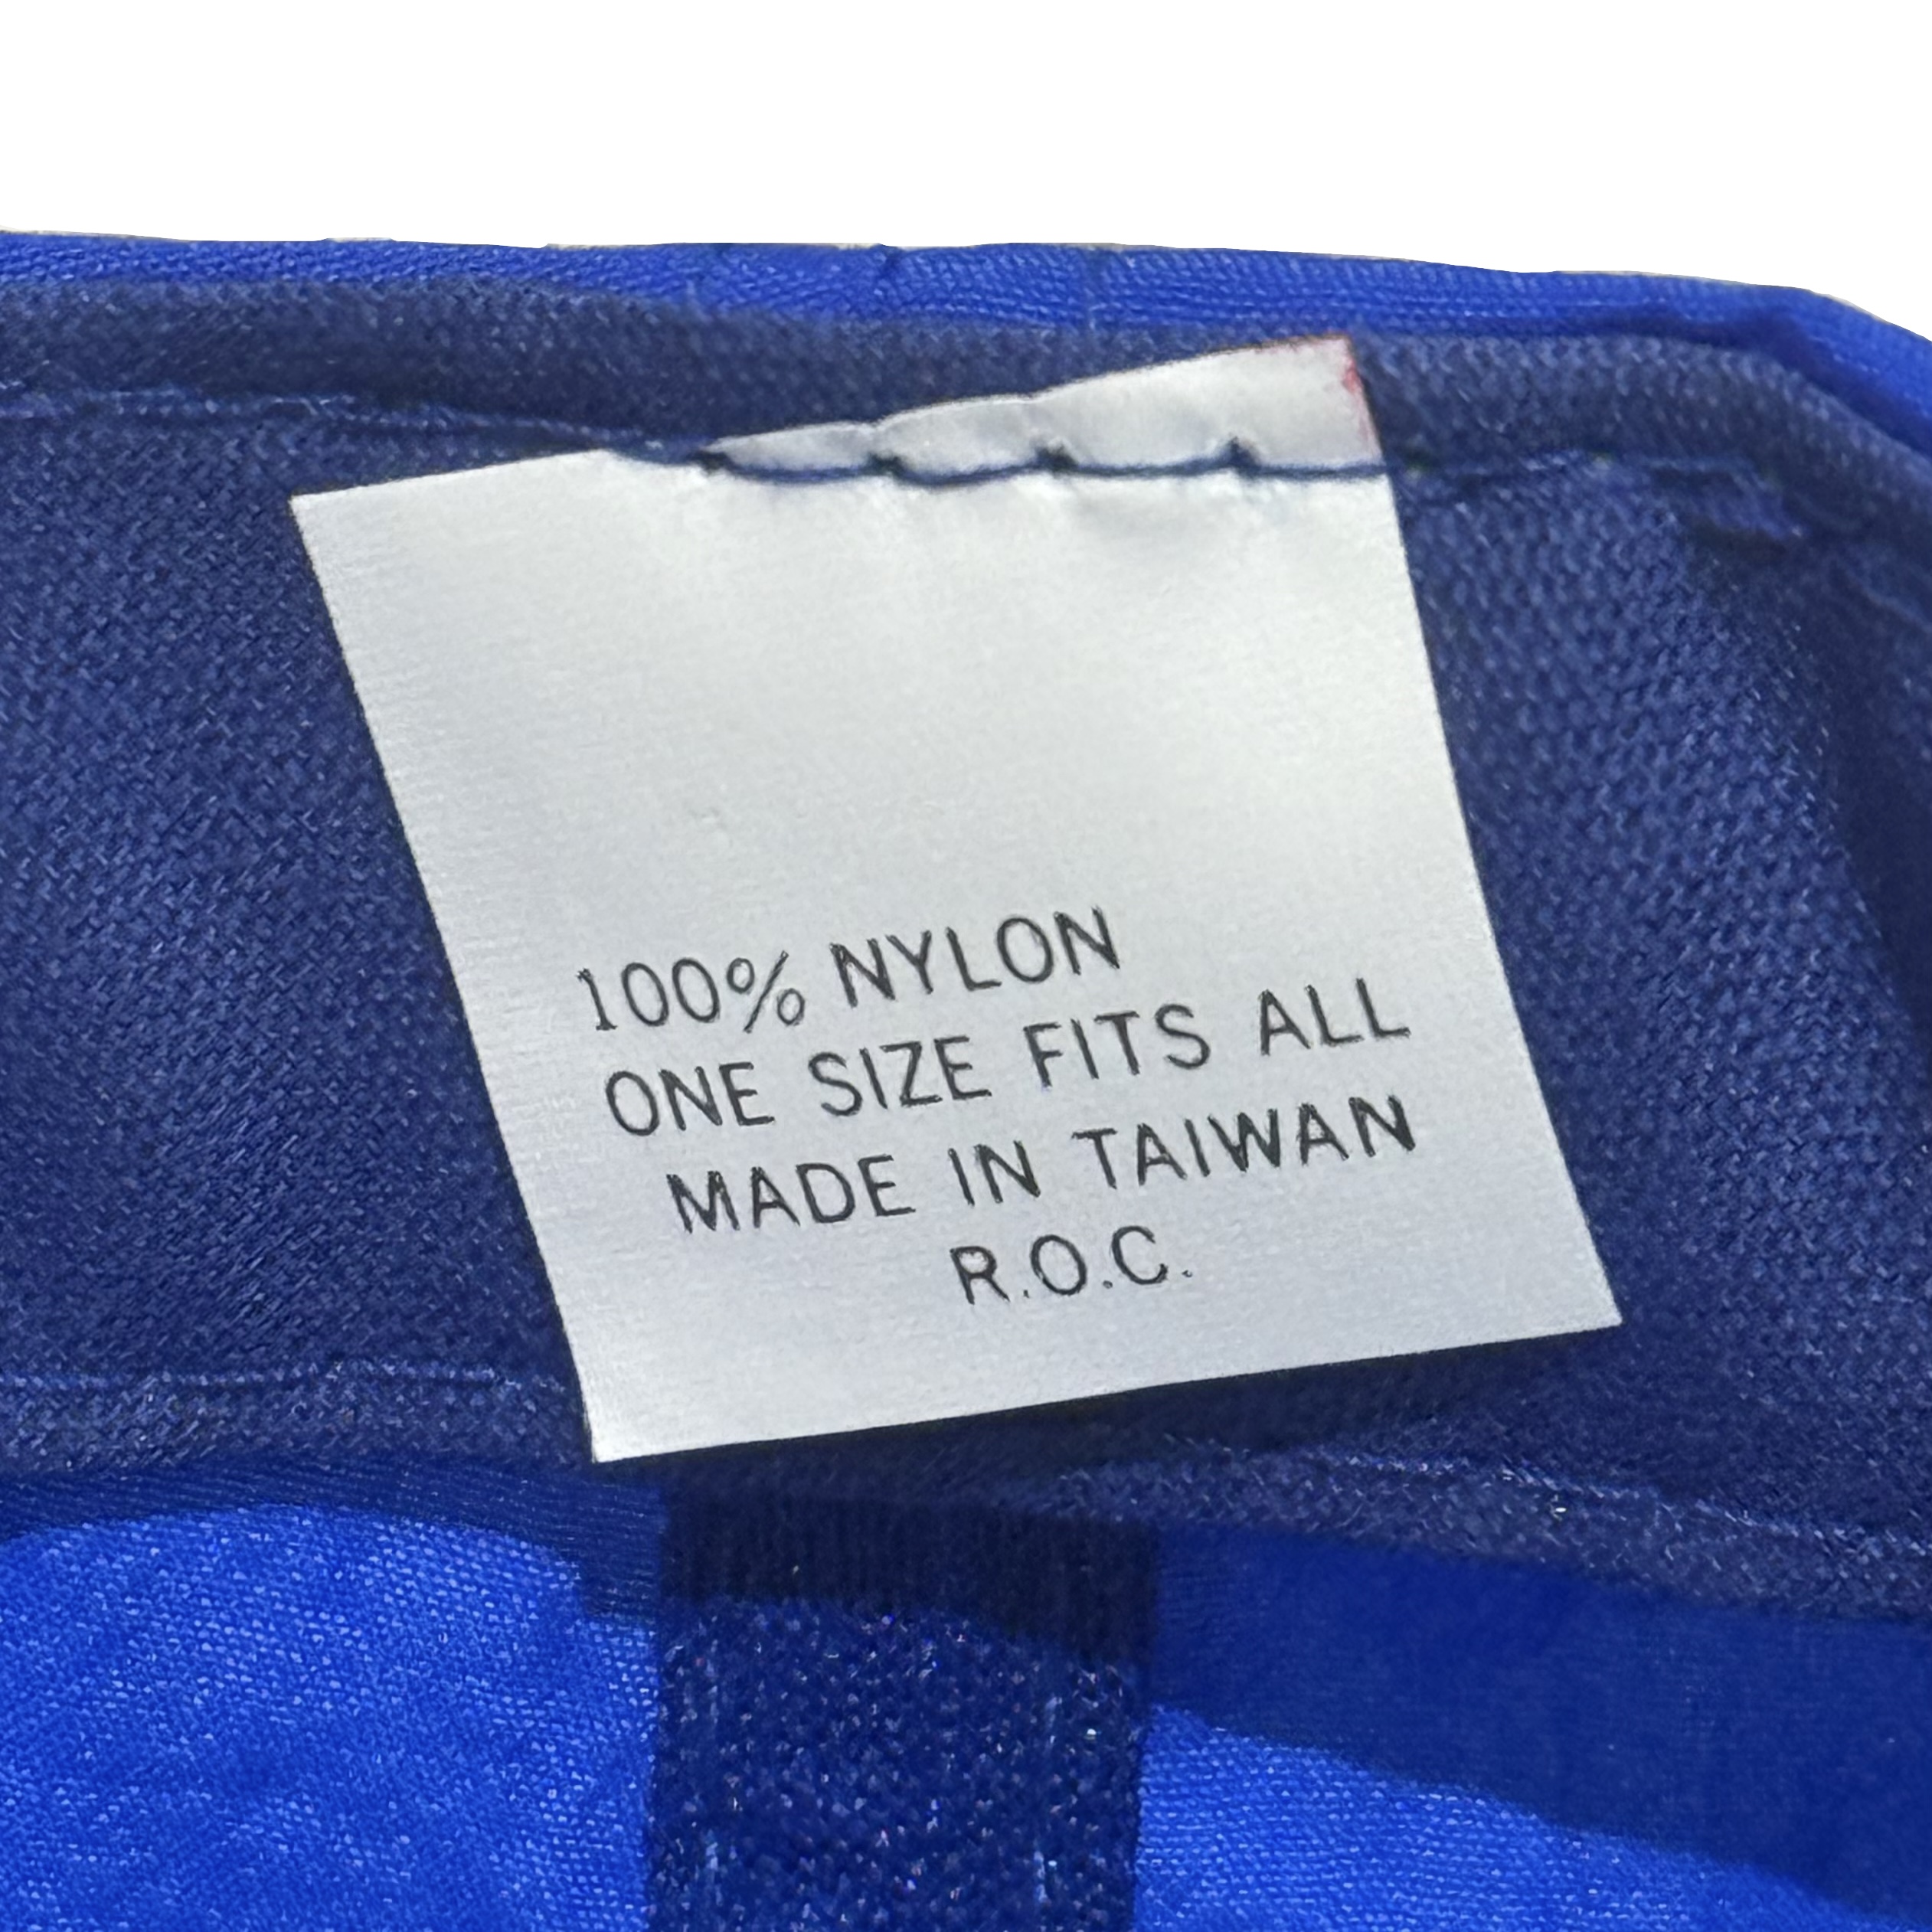 100% NYLON
ONE SIZE FITS ALL
MADE IN TAIWAN
R.O.C.